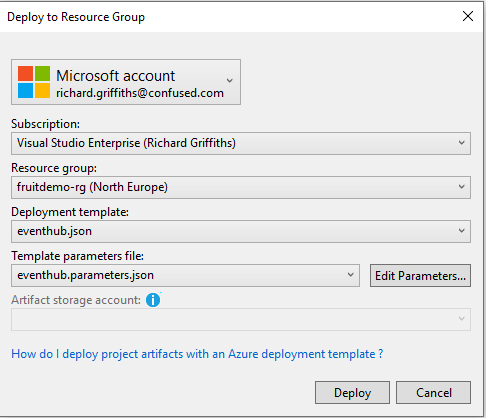 Deploy to Resource Group
Microsoft account
richard.griffiths@confused.com
Subscription:
Visual Studio Enterprise (Richard Griffiths)
Resource group:
fruitdemo-rg (North Europe)
Deployment template:
eventhub.json
Template parameters file:
eventhub.parameters.json
Edit Parameters...
Artifact storage account:
How do I deploy project artifacts with an Azure deployment template ?
Deploy
Cancel